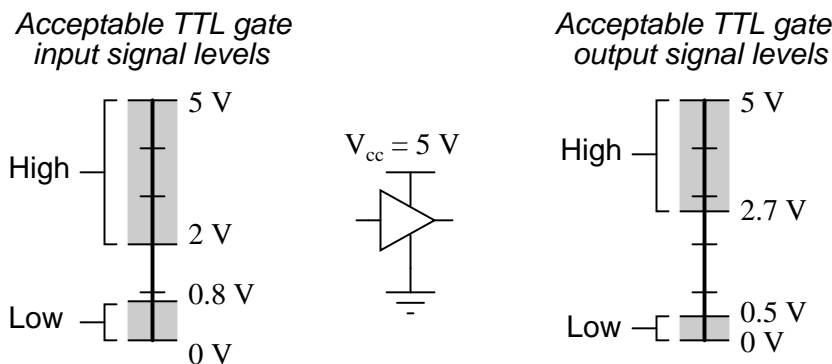 Acceptable TTL gate
input signal levels
High
5 V
2 V
0.8 V
Low
0 V
V_cc = 5 V
Acceptable TTL gate
output signal levels
High
5 V
2.7 V
0.5 V
Low
0 V